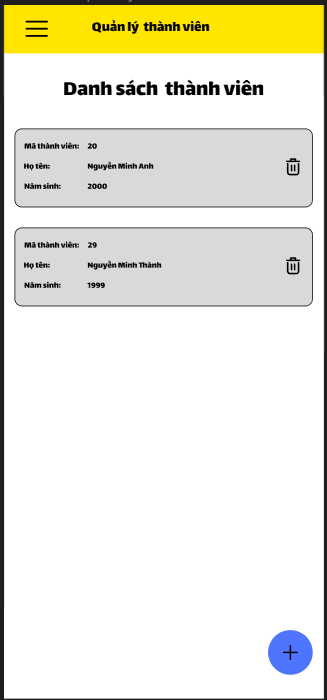 Quản lý thành viên
Danh sách thành viên
Mã thành viên: 20
Họ tên: Nguyễn Minh Anh
Năm sinh: 2000
Mã thành viên: 29
Họ tên: Nguyễn Minh Thành
Năm sinh: 1999